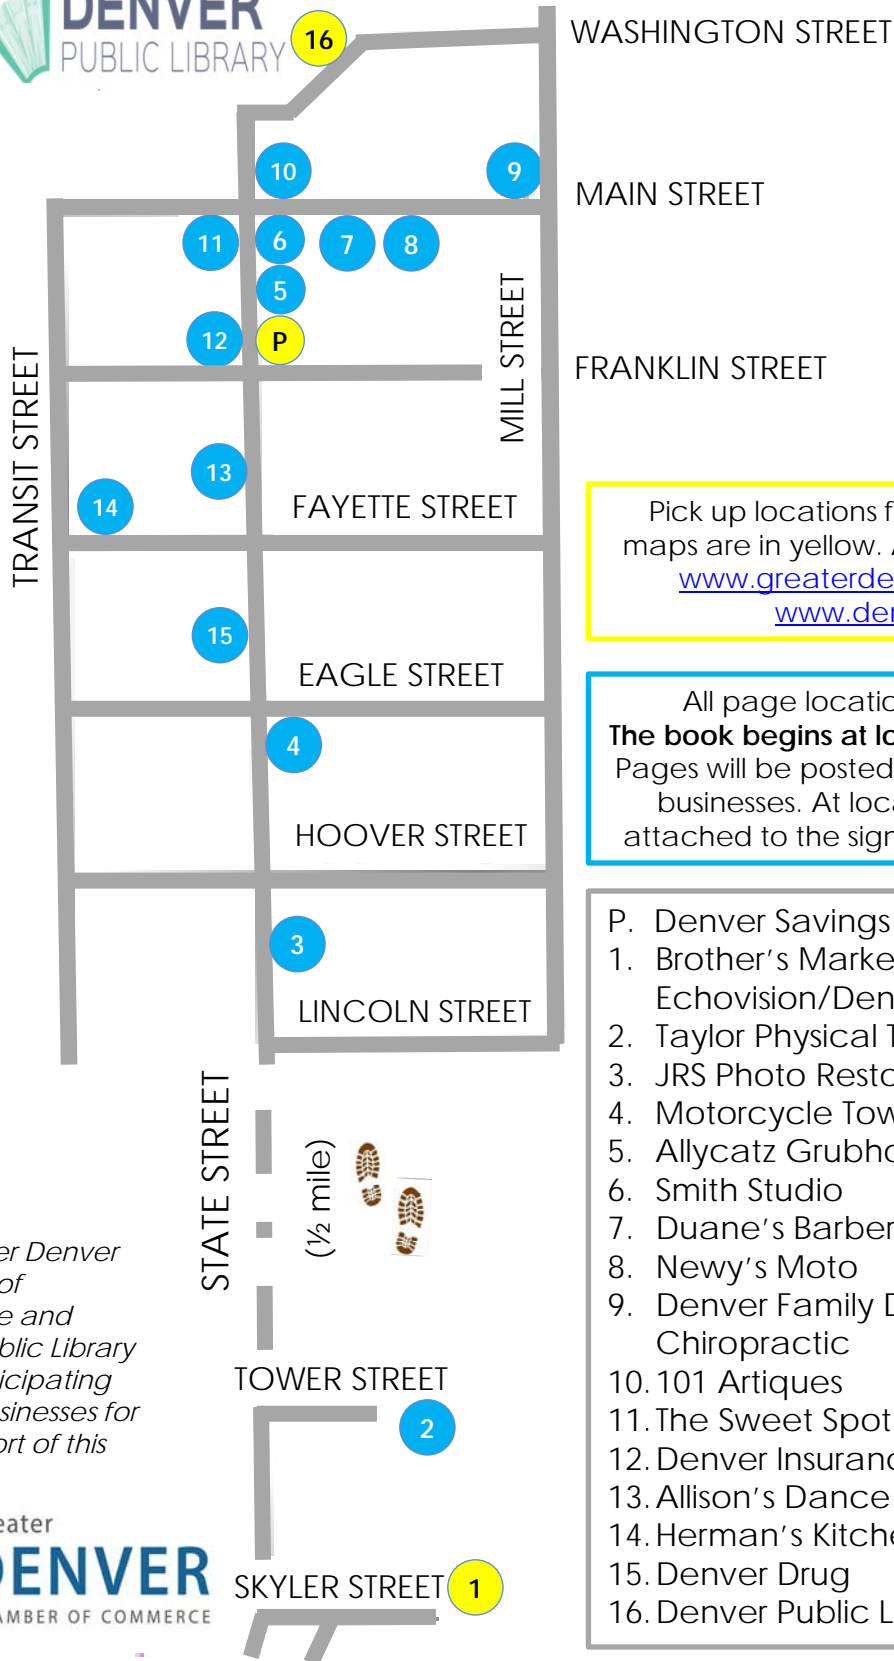 DENVER
PUBLIC LIBRARY
16
WASHINGTON STREET
10
9
MAIN STREET
11
6
7
8
5
12
P
MILL STREET
FRANKLIN STREET
TRANSIT STREET
13
14
FAYETTE STREET
15
EAGLE STREET
4
HOOVER STREET
3
LINCOLN STREET
STATE STREET
(½ mile)
TOWER STREET
2
SKYLER STREET
1
Pick up locations f
maps are in yellow. A
www.greaterde
www.de
All page locatio
The book begins at lo
Pages will be posted
businesses. At loca
attached to the sign
P. Denver Savings
1. Brother's Marke
Echovision/Den
2. Taylor Physical T
3. JRS Photo Resto
4. Motorcycle Tow
5. Allycatz Grubho
6. Smith Studio
7. Duane's Barber
8. Newy's Moto
9. Denver Family D
Chiropractic
10. 101 Artiques
11. The Sweet Spot
12. Denver Insuranc
13. Allison's Dance
14. Herman's Kitche
15. Denver Drug
16. Denver Public L
er Denver
of
e and
blic Library
icipating
sinesses for
ort of this
eater
DENVER
AMBER OF COMMERCE